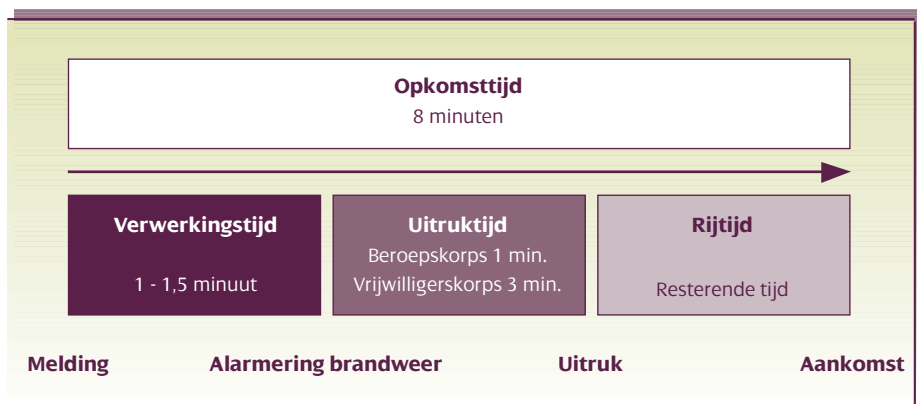 Opkomsttijd
8 minuten
Verwerkingstijd
1 - 1,5 minuut
Uitruktijd
Beroepskorps 1 min.
Vrijwilligerskorps 3 min.
Rijtijd
Resterende tijd
Melding
Alarmering brandweer
Uitruk
Aankomst